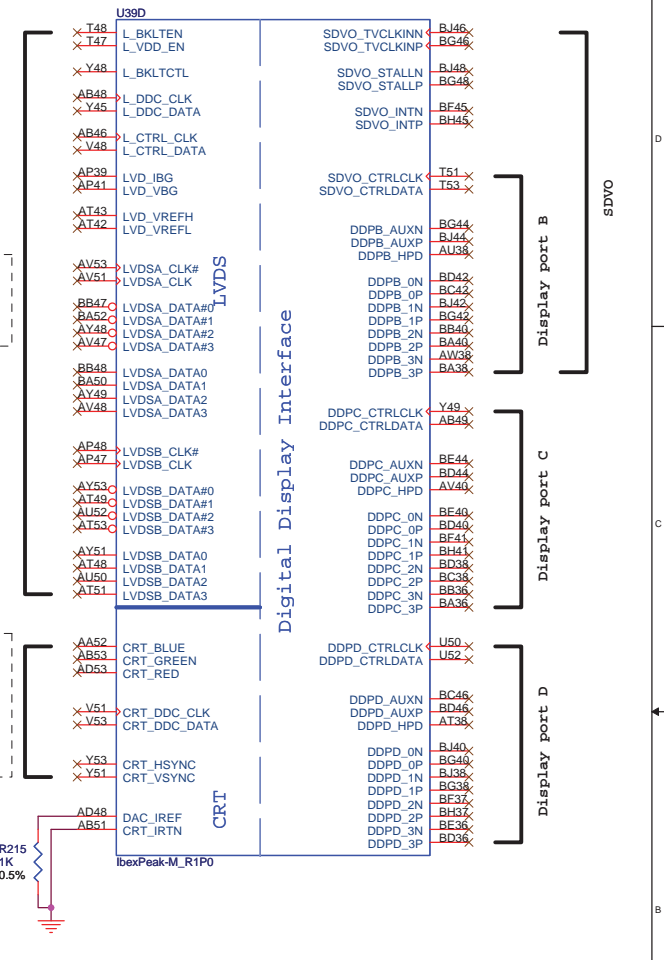 U39D
T48 L_BKLTEN
T47 L_VDD_EN
Y48 L_BKLTCTL
AB48 L_DDC_CLK
Y45 L_DDC_DATA
AB46 L_CTRL_CLK
V48 L_CTRL_DATA
AP39 LVD_IBG
AP41 LVD_VBG
AT43 LVD_VREFH
AT42 LVD_VREFL
AV53 LVDSA_CLK#
AV51 LVDSA_CLK
BB47 LVDSA_DATA#0
BA52 LVDSA_DATA#1
AY48 LVDSA_DATA#2
AV47 LVDSA_DATA#3
BB48 LVDSA_DATA0
BA50 LVDSA_DATA1
AY49 LVDSA_DATA2
AV48 LVDSA_DATA3
AP48 LVDSB_CLK#
AP47 LVDSB_CLK
AY53 LVDSB_DATA#0
AT49 LVDSB_DATA#1
AU52 LVDSB_DATA#2
AT53 LVDSB_DATA#3
AY51 LVDSB_DATA0
AT48 LVDSB_DATA1
AU50 LVDSB_DATA2
AT51 LVDSB_DATA3
AA52 CRT_BLUE
AB53 CRT_GREEN
AD53 CRT_RED
V51 CRT_DDC_CLK
V53 CRT_DDC_DATA
Y53 CRT_HSYNC
Y51 CRT_VSYNC
AD48 DAC_IREF
AB51 CRT_IRTN
LVDS
CRT
Digital Display Interface
SDVO_TVCLKINN BJ46
SDVO_TVCLKINP BG46
SDVO_STALLN BJ48
SDVO_STALLP BG48
SDVO_INTN BF45
SDVO_INTP BH45
SDVO_CTRLCLK T51
SDVO_CTRLDATA T53
DDPB_AUXN BG44
DDPB_AUXP BJ44
DDPB_HPD AU38
DDPB_0N BD42
DDPB_0P BC42
DDPB_1N BJ42
DDPB_1P BG42
DDPB_2N BB40
DDPB_2P BA40
DDPB_3N AW38
DDPB_3P BA38
DDPC_CTRLCLK Y49
DDPC_CTRLDATA AB49
DDPC_AUXN BE44
DDPC_AUXP BD44
DDPC_HPD AV40
DDPC_0N BE40
DDPC_0P BD40
DDPC_1N BF41
DDPC_1P BH41
DDPC_2N BD38
DDPC_2P BC38
DDPC_3N BB36
DDPC_3P BA36
DDPD_CTRLCLK U50
DDPD_CTRLDATA U52
DDPD_AUXN BC46
DDPD_AUXP BD46
DDPD_HPD AT38
DDPD_0N BJ40
DDPD_0P BG40
DDPD_1N BJ38
DDPD_1P BG38
DDPD_2N BF37
DDPD_2P BH37
DDPD_3N BE36
DDPD_3P BD36
Display port B
Display port C
Display port D
SDVO
D
C
B
IbexPeak-M_R1P0
R215
1K
0.5%